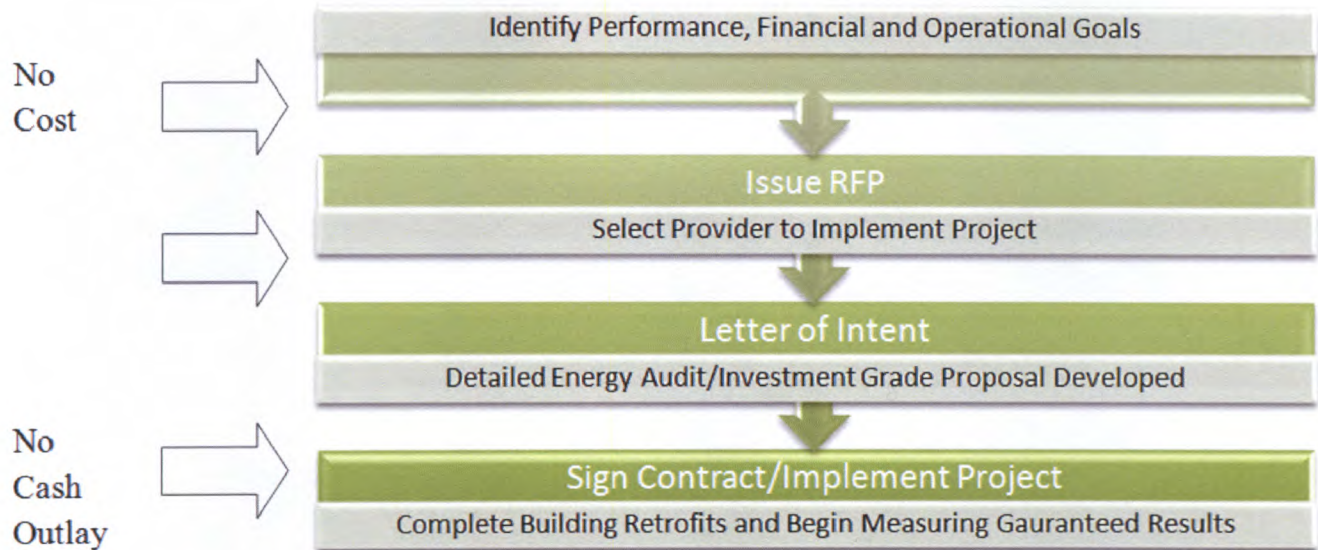 Identify Performance, Financial and Operational Goals
No
Cost
Issue RFP
Select Provider to Implement Project
Letter of Intent
Detailed Energy Audit/Investment Grade Proposal Developed
No
Cash
Outlay
Sign Contract/Implement Project
Complete Building Retrofits and Begin Measuring Gauranteed Results